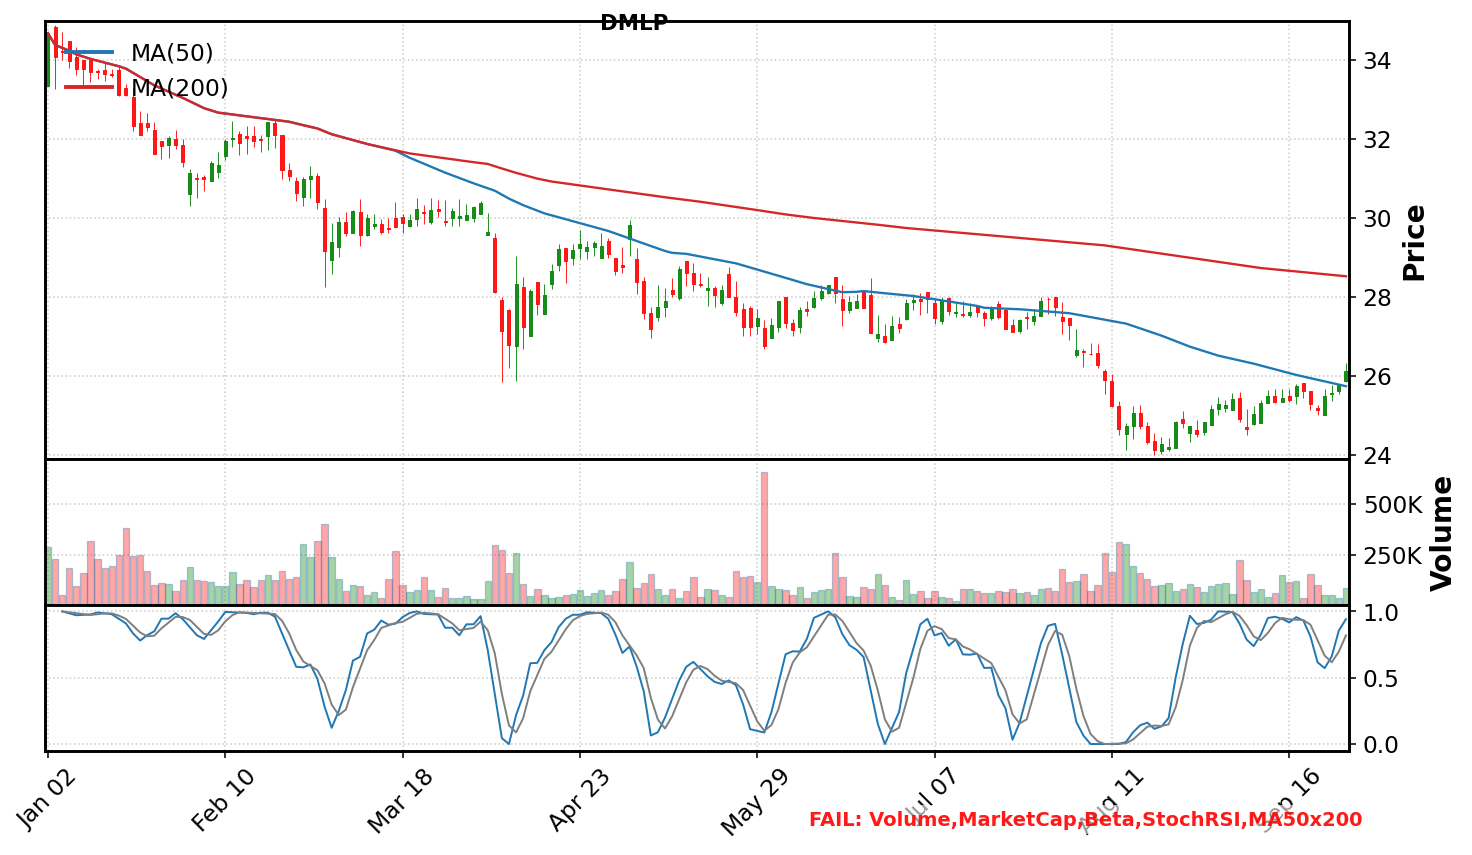 DMLP
MA(50)
MA(200)
34
32
30
28
26
24
Price
500K
250K
Volume
1.0
0.5
0.0
Jan 02
Feb 10
Mar 18
Apr 23
May 29
Jul 07
Aug 11
Sep 16
FAIL: Volume,MarketCap,Beta,StochRSI,MA50x200